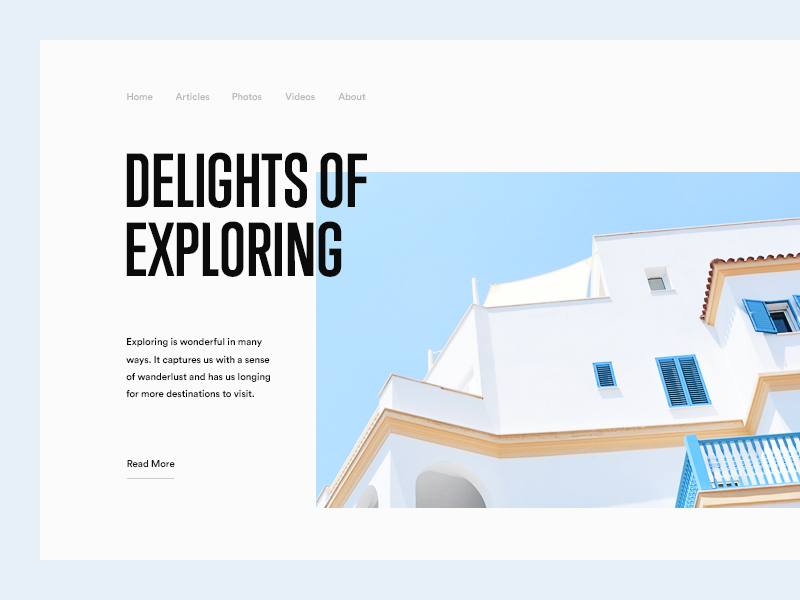 Home Articles Photos Videos About
DELIGHTS OF
EXPLORING
Exploring is wonderful in many
ways. It captures us with a sense
of wanderlust and has us longing
for more destinations to visit.
Read More